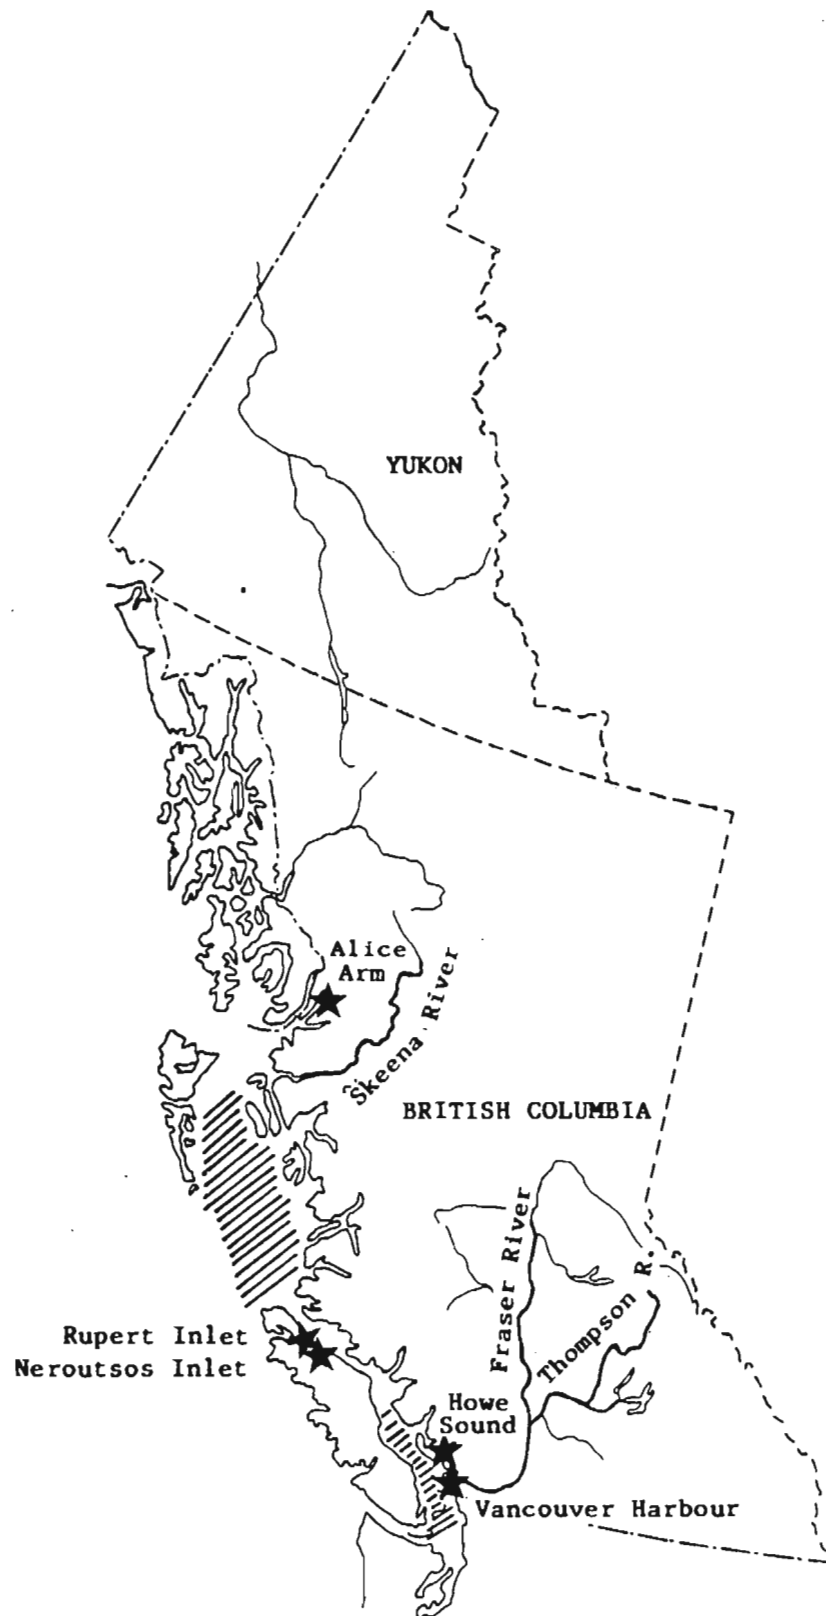 YUKON
Alice
Arm
Skeena River
BRITISH COLUMBIA
Fraser River
Thompson R.
Rupert Inlet
Neroutsos Inlet
Howe
Sound
Vancouver Harbour